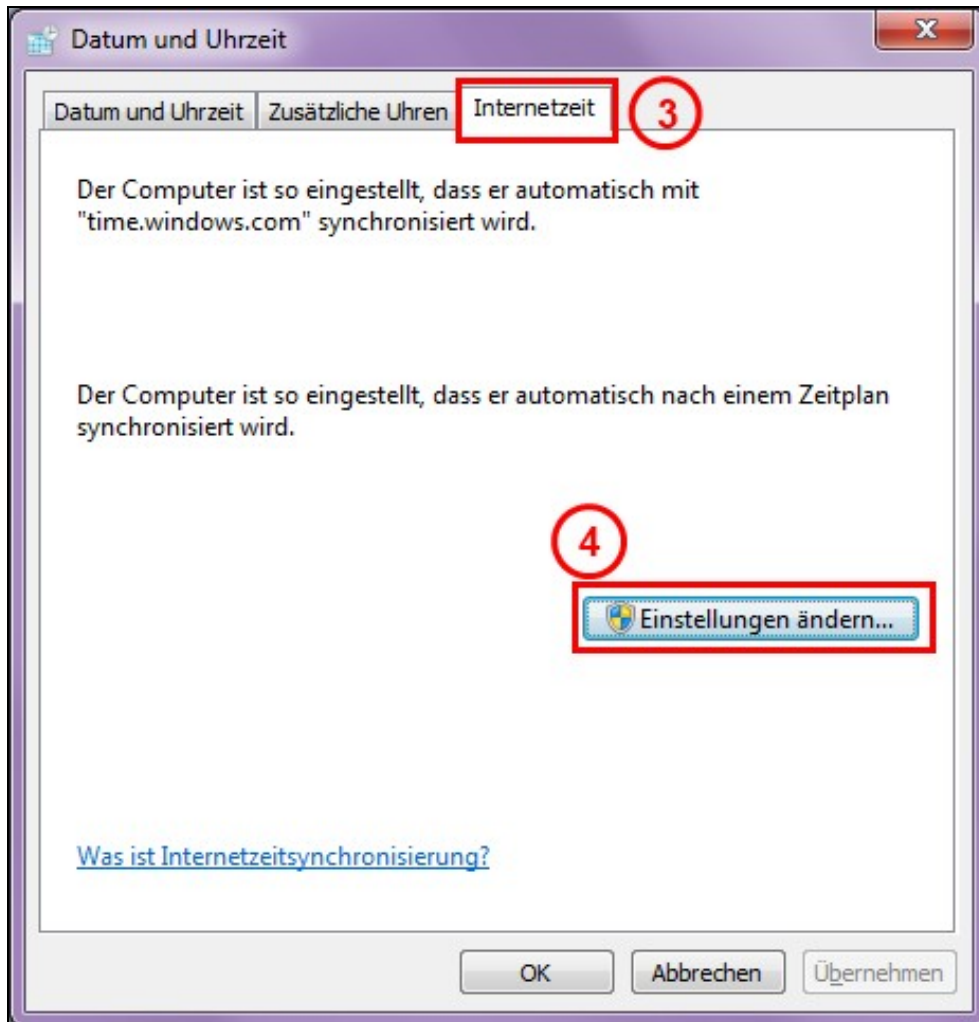 Datum und Uhrzeit
X
Datum und Uhrzeit Zusätzliche Uhren Internetzeit 3
Der Computer ist so eingestellt, dass er automatisch mit
"time.windows.com" synchronisiert wird.
Der Computer ist so eingestellt, dass er automatisch nach einem Zeitplan
synchronisiert wird.
4
Einstellungen ändern...
Was ist Internetzeitsynchronisierung?
OK Abbrechen Übernehmen